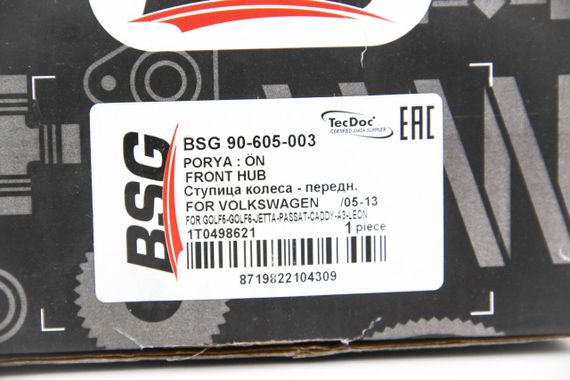 BSG
BSG 90-605-003
TecDoc
CERTIFIED DATA SUPPLIER
EAC
PORYA : ÖN
FRONT HUB
Ступица колеса - передн.
FOR VOLKSWAGEN /05-13
FOR GOLF5-GOLF6-JETTA-PASSAT-CADDY-A3-LEON
1T0498621 1 piece
8719822104309